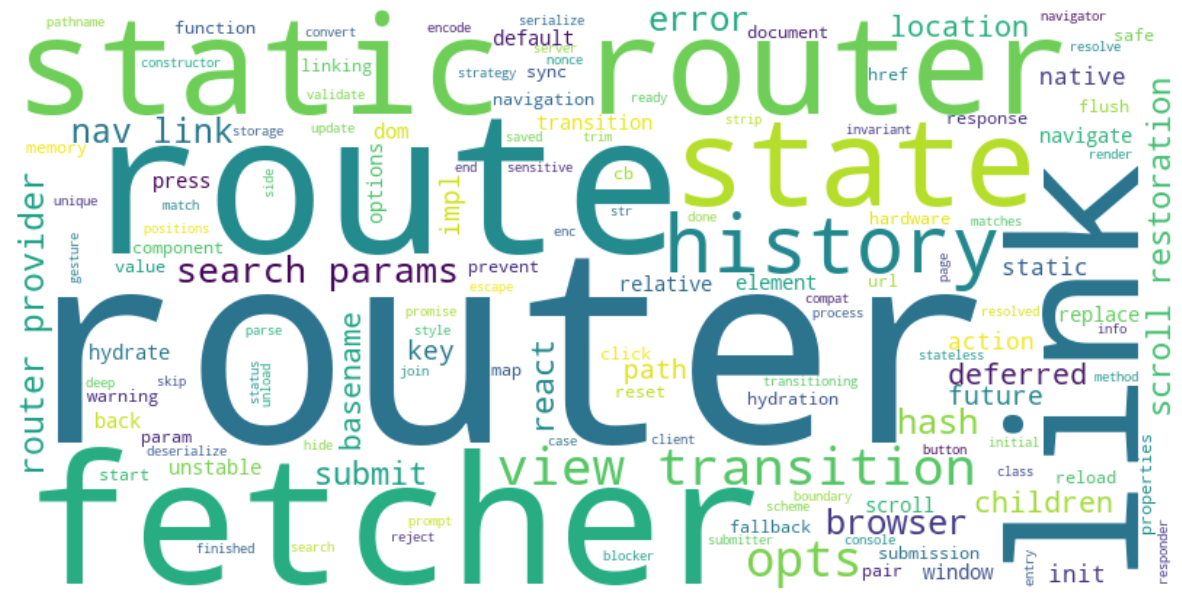 pathname
function
convert
encode
serialize
default
server
nonce
error
document
location
navigator
resolve
safe
static router
constructor
linking
validate
strategy
sync
navigation
ready
href
native
flush
nav link
storage
update
dom
saved
transition
trim
strip
invariant
response
navigate
render
memory
press
side
options
impl
end
sensitive
cb
state
route
unique
match
str
done
hardware
matches
positions
component
gesture
enc
history
page
value
search params
prevent
escape
relative
element
url
static
link
scroll restoration
router provider
router
compat
process
resolved
replace
info
promise
style
parse
hydrate
basename
key
join
map
react
click
path
reset
transitioning
hydration
action
stateless
deferred
method
future
deep
skip
warning
status
unload
back
param
deserialize
hide
case
client
hash
button
initial
start
unstable
submit
view transition
class
reload
properties
fetcher
boundary
scheme
scroll
children
prompt
reject
finished
search
blocker
submitter
fallback
console
browser
opts
submission
pair
window
entry
init
responder